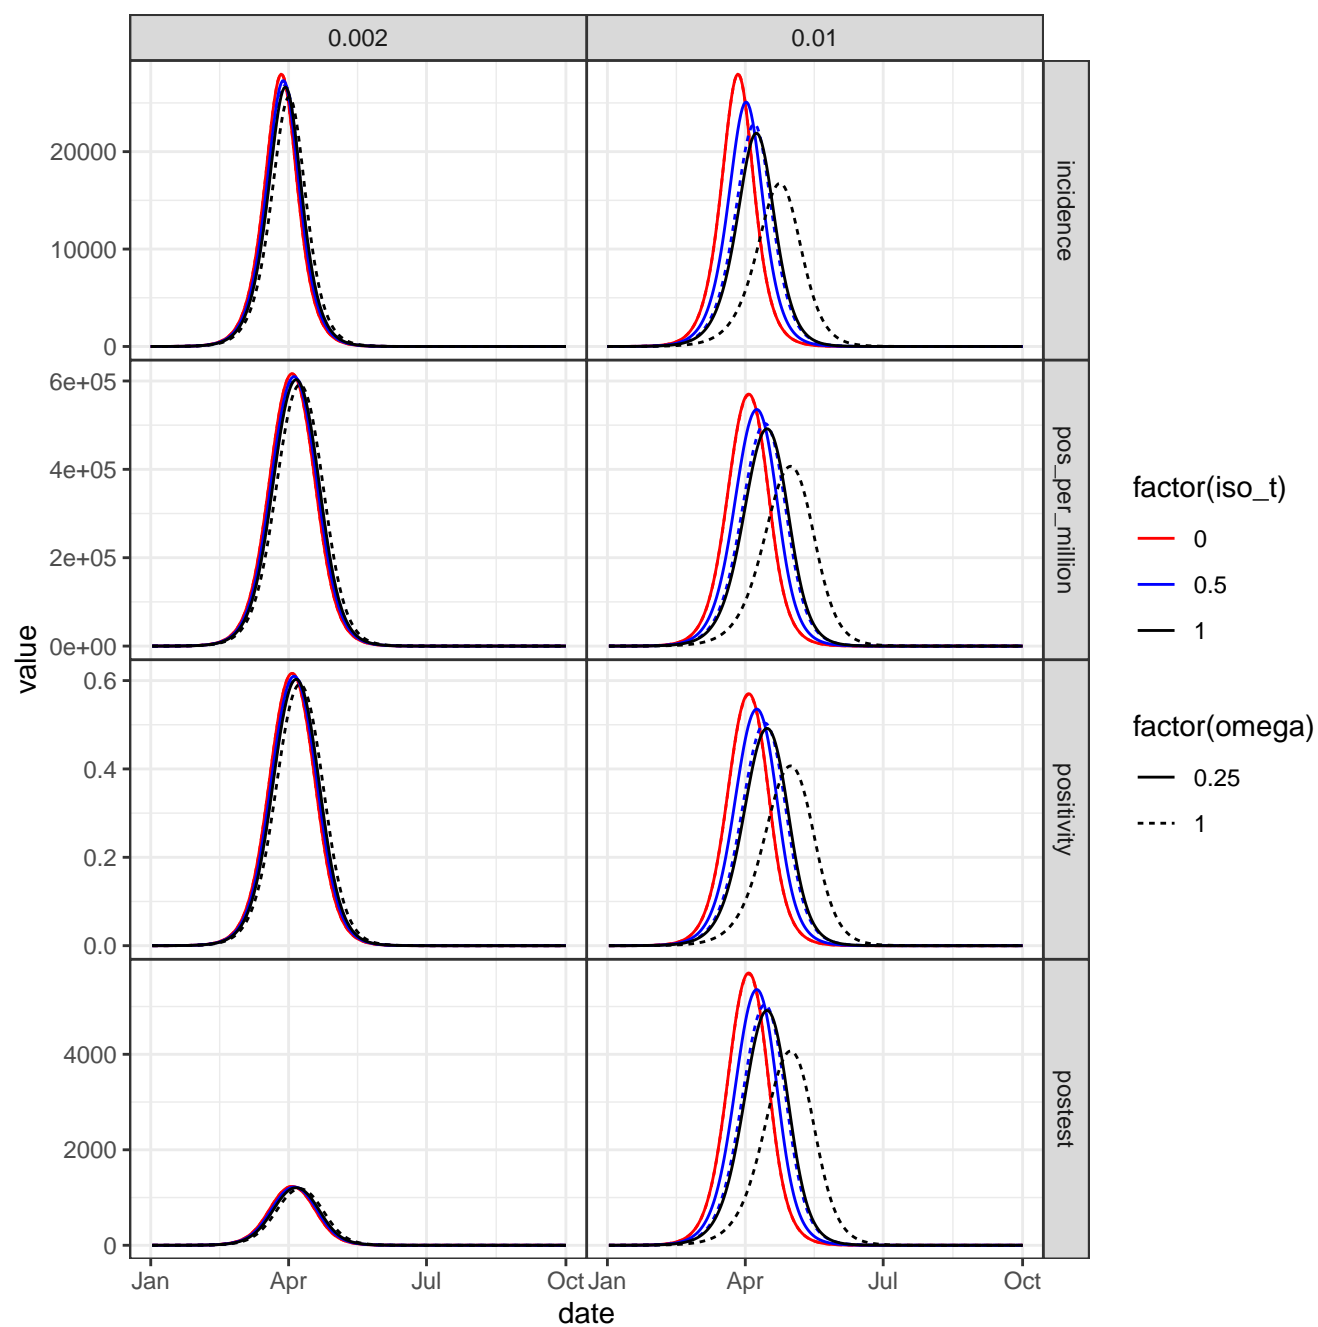 0.002 0.01
20000
10000
0
incidence
6e+05
4e+05
2e+05
0e+00
pos_per_million
0.6
0.4
0.2
0.0
positivity
4000
2000
0
postest
Jan Apr Jul Oct Jan Apr Jul Oct
date
value
factor(iso_t)
0
0.5
1
factor(omega)
0.25
1